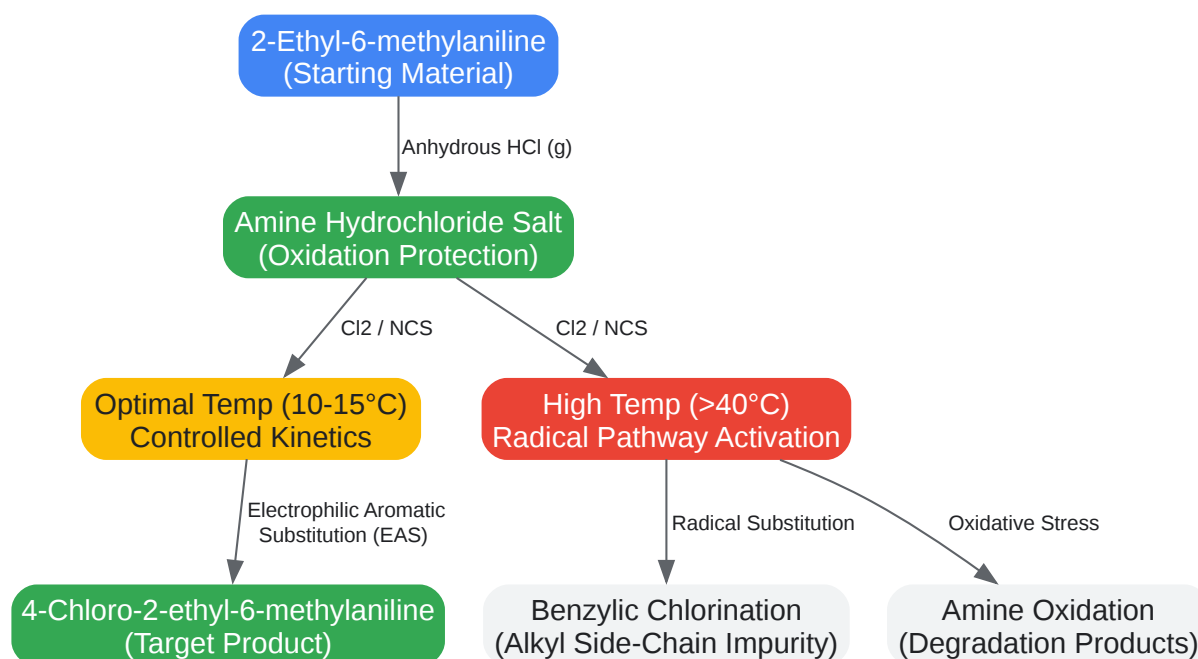 2-Ethyl-6-methylaniline
(Starting Material)
Anhydrous HCl (g)
Amine Hydrochloride Salt
(Oxidation Protection)
Cl2 / NCS
Cl2 / NCS
Optimal Temp (10-15°C)
Controlled Kinetics
High Temp (>40°C)
Radical Pathway Activation
Electrophilic Aromatic
Substitution (EAS)
Radical Substitution
Oxidative Stress
4-Chloro-2-ethyl-6-methylaniline
(Target Product)
Benzylic Chlorination
(Alkyl Side-Chain Impurity)
Amine Oxidation
(Degradation Products)